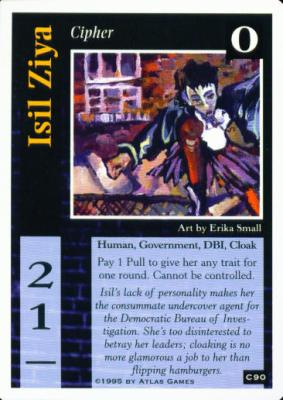 Isil Ziya
Cipher
0
Art by Erika Small
Human, Government, DBI, Cloak
Pay 1 Pull to give her any trait for
one round. Cannot be controlled.
Isil's lack of personality makes her
the consummate undercover agent for
the Democratic Bureau of Inves-
tigation. She's too disinterested to
betray her leaders; cloaking is no
more glamorous a job to her than
flipping hamburgers.
2
1
—
©1995 BY ATLAS GAMES
C90